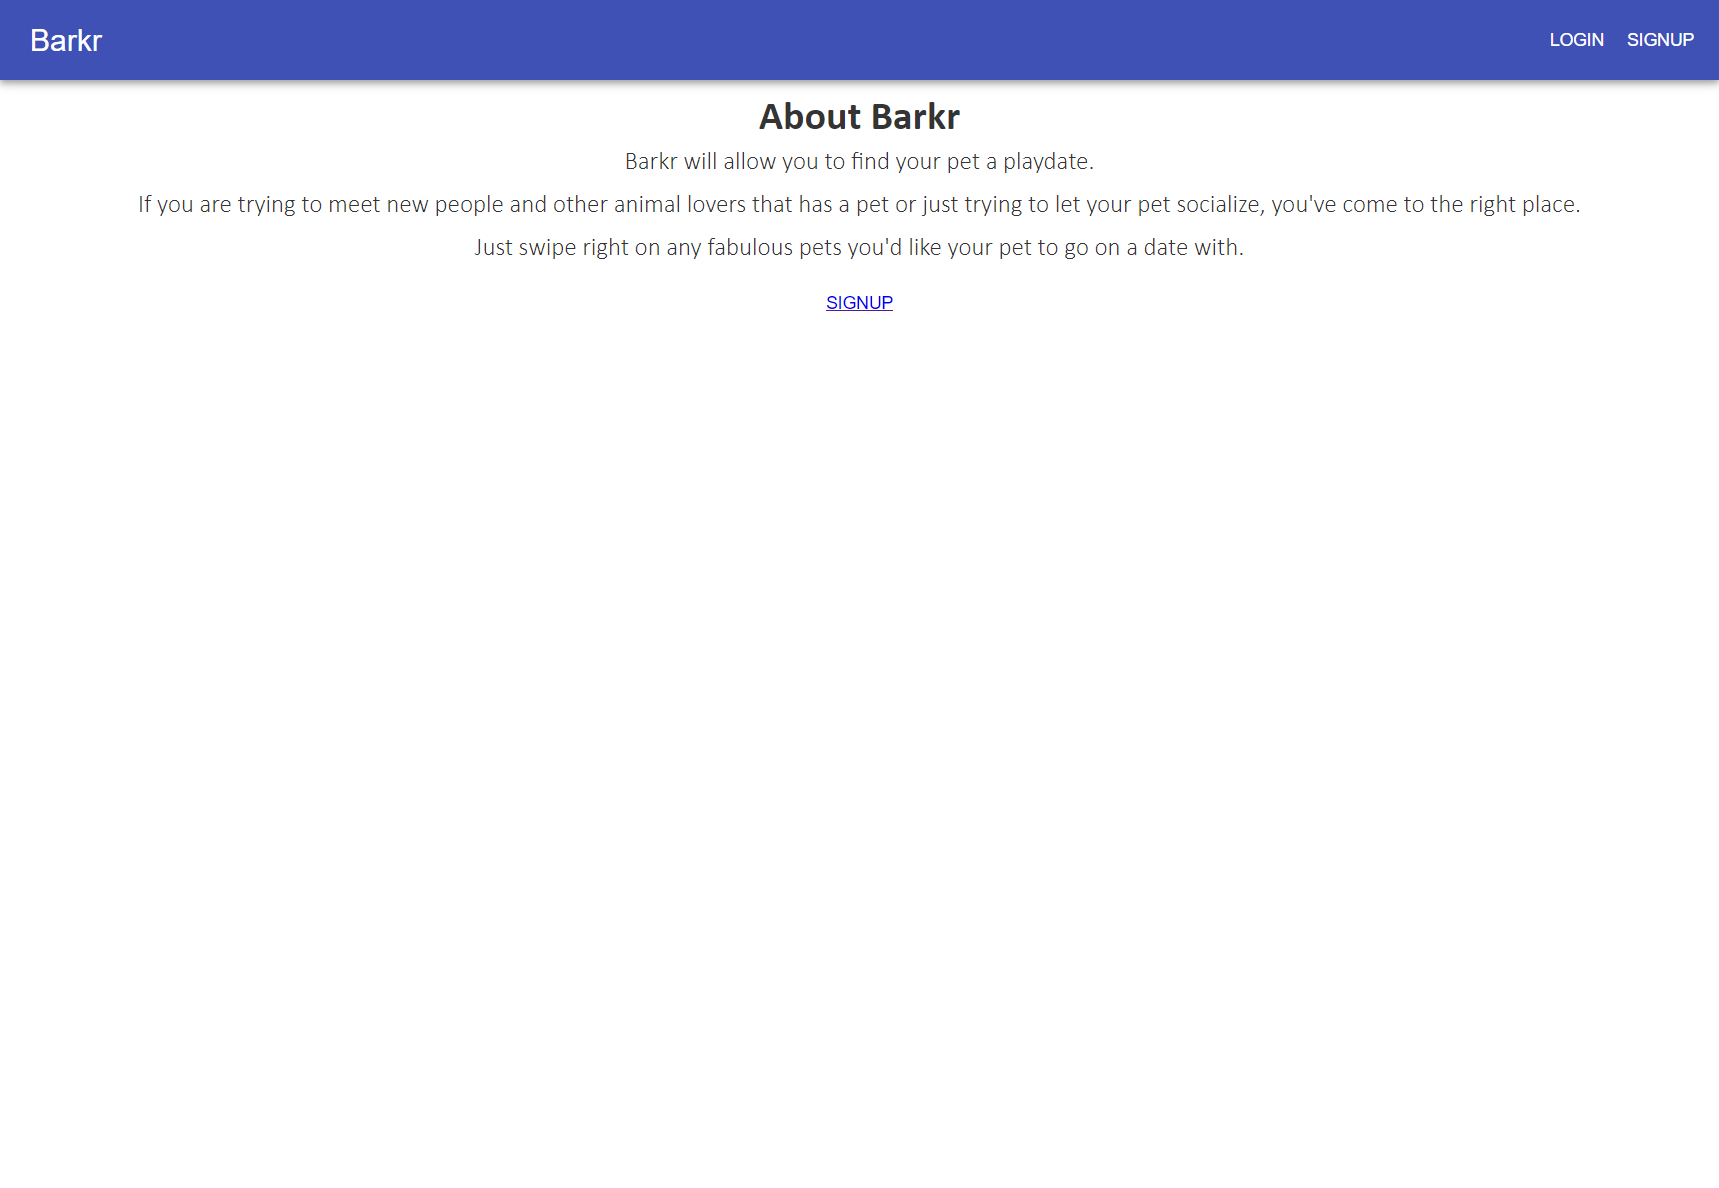 Barkr
LOGIN SIGNUP
About Barkr
Barkr will allow you to find your pet a playdate.
If you are trying to meet new people and other animal lovers that has a pet or just trying to let your pet socialize, you've come to the right place.
Just swipe right on any fabulous pets you'd like your pet to go on a date with.
SIGNUP